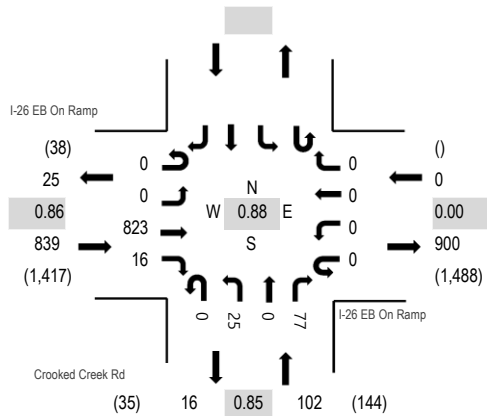 I-26 EB On Ramp
(38) ()
25 0 0 0
0.86 0 N 0 0.00
W 0.88 E
839 823 0 900
16 S 0
(1,417) (1,488)
0 25 0 77
I-26 EB On Ramp
Crooked Creek Rd
(35) 16 0.85 102 (144)